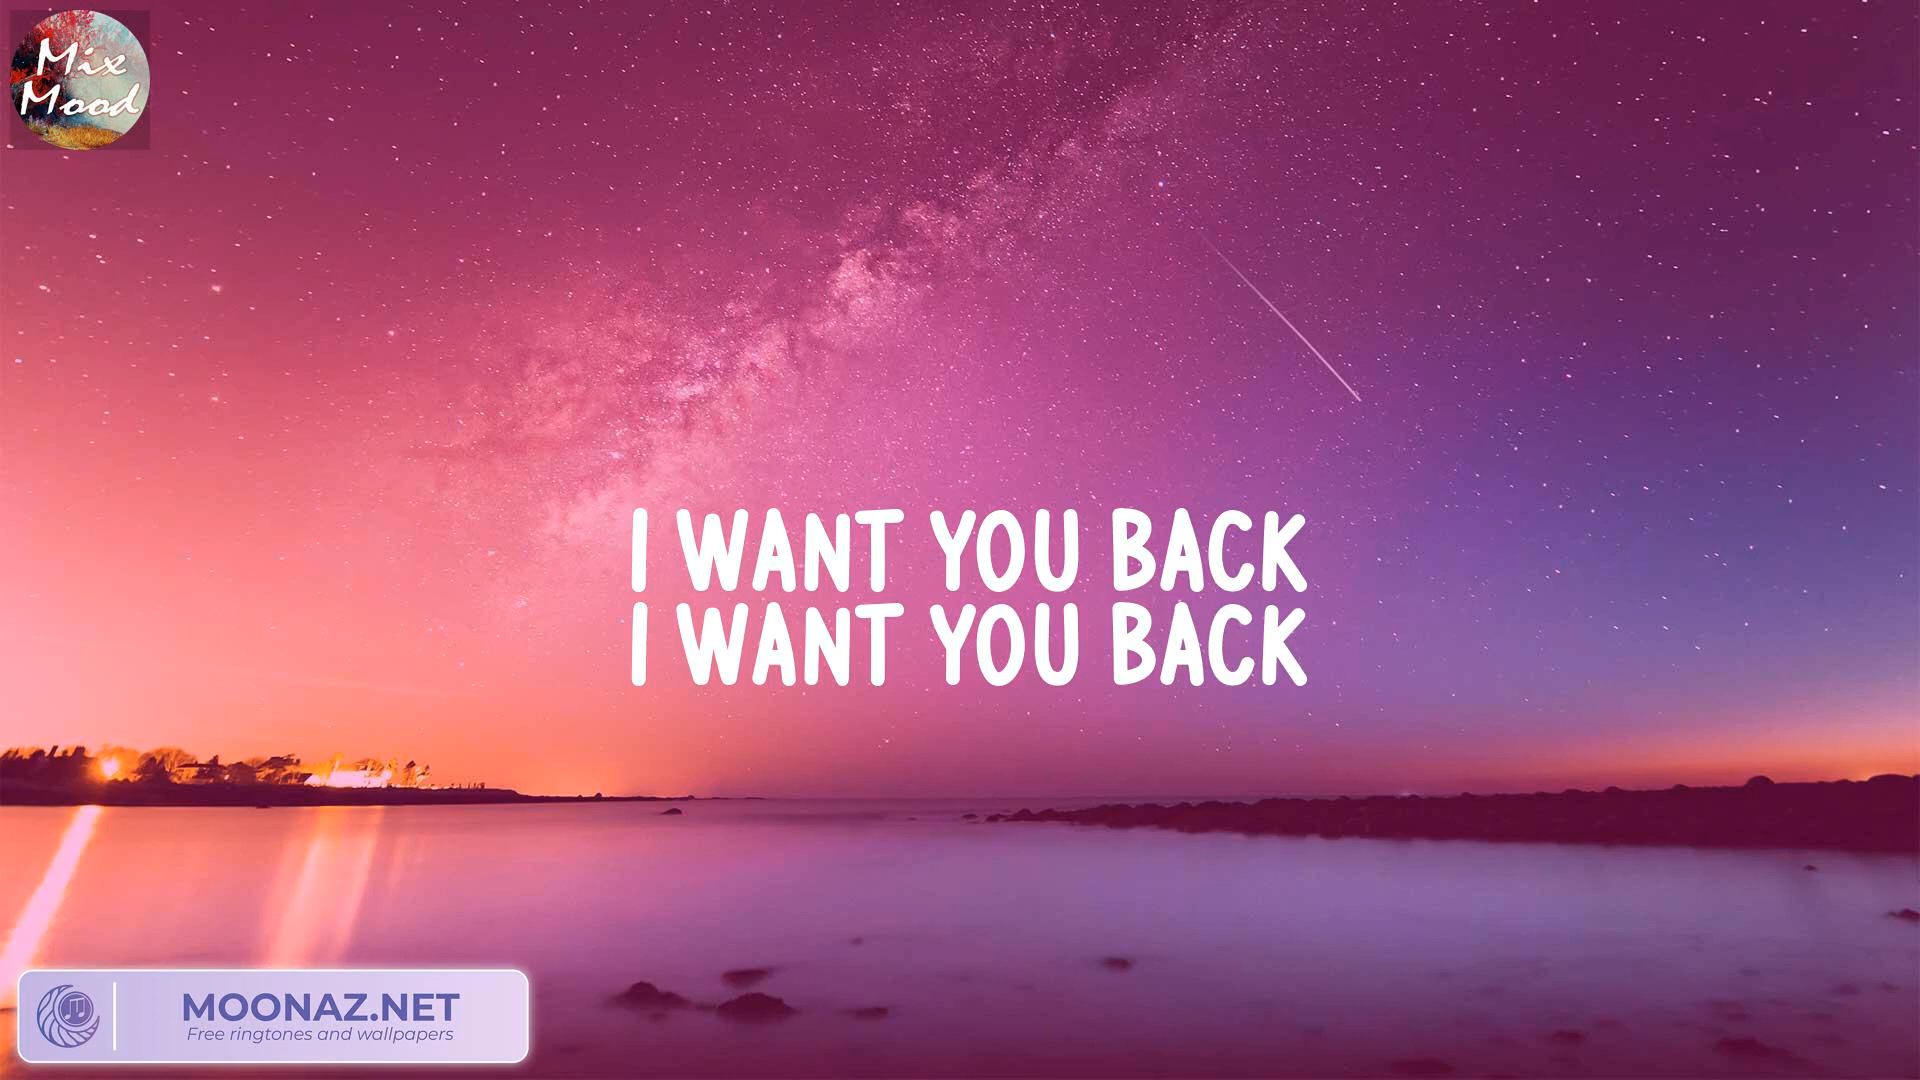 Mix
Mood
I WANT YOU BACK
I WANT YOU BACK
MOONAZ.NET
Free ringtones and wallpapers